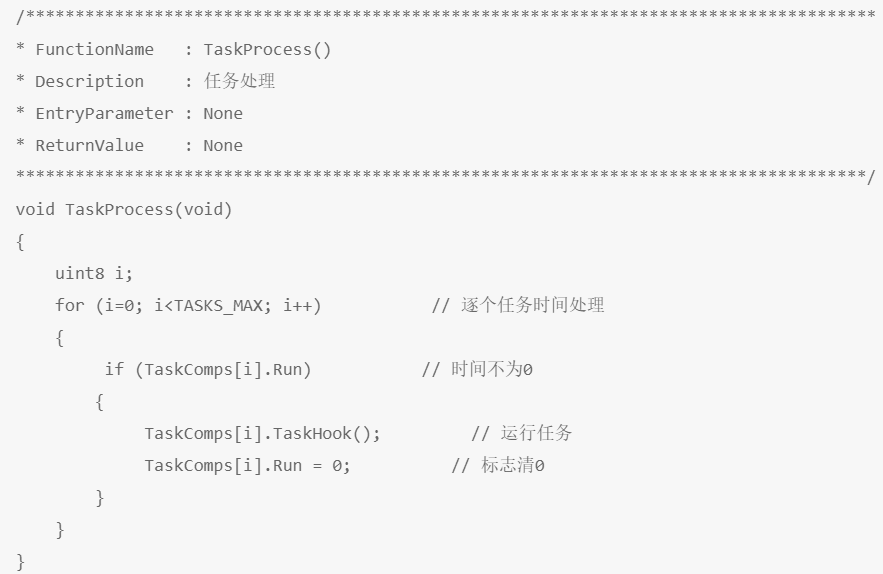 /**************************************************************************************
* FunctionName   : TaskProcess()
* Description    : 任务处理
* EntryParameter : None
* ReturnValue    : None
**************************************************************************************/
void TaskProcess(void)
{
    uint8 i;
    for (i=0; i<TASKS_MAX; i++)           // 逐个任务时间处理
    {
         if (TaskComps[i].Run)           // 时间不为0
        {
             TaskComps[i].TaskHook();         // 运行任务
             TaskComps[i].Run = 0;          // 标志清0
        }
    }
}